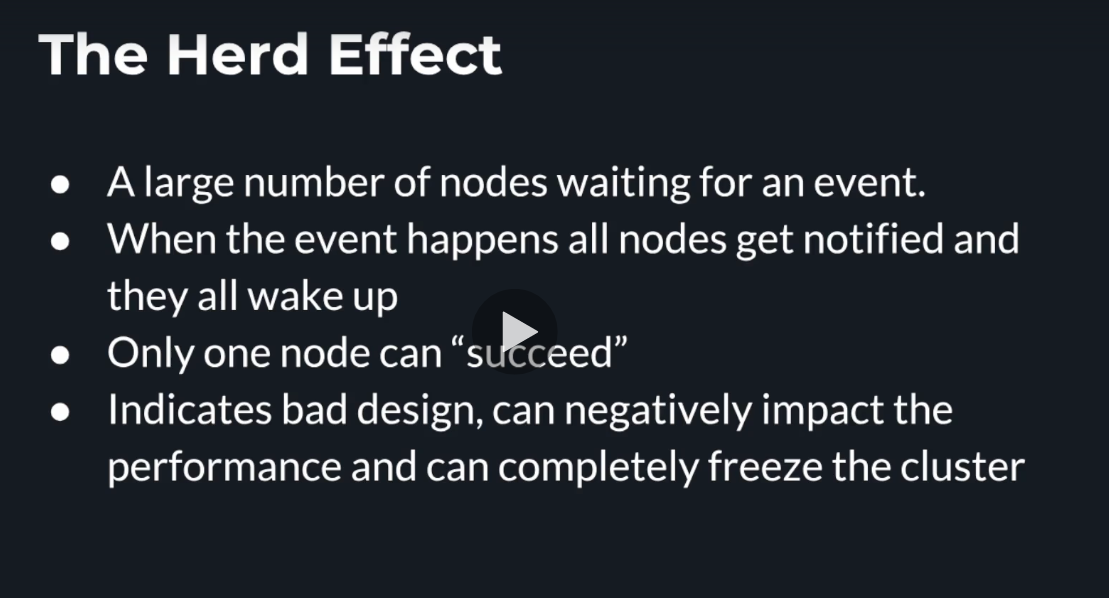 The Herd Effect
● A large number of nodes waiting for an event.
● When the event happens all nodes get notified and
they all wake up
● Only one node can “succeed”
● Indicates bad design, can negatively impact the
performance and can completely freeze the cluster